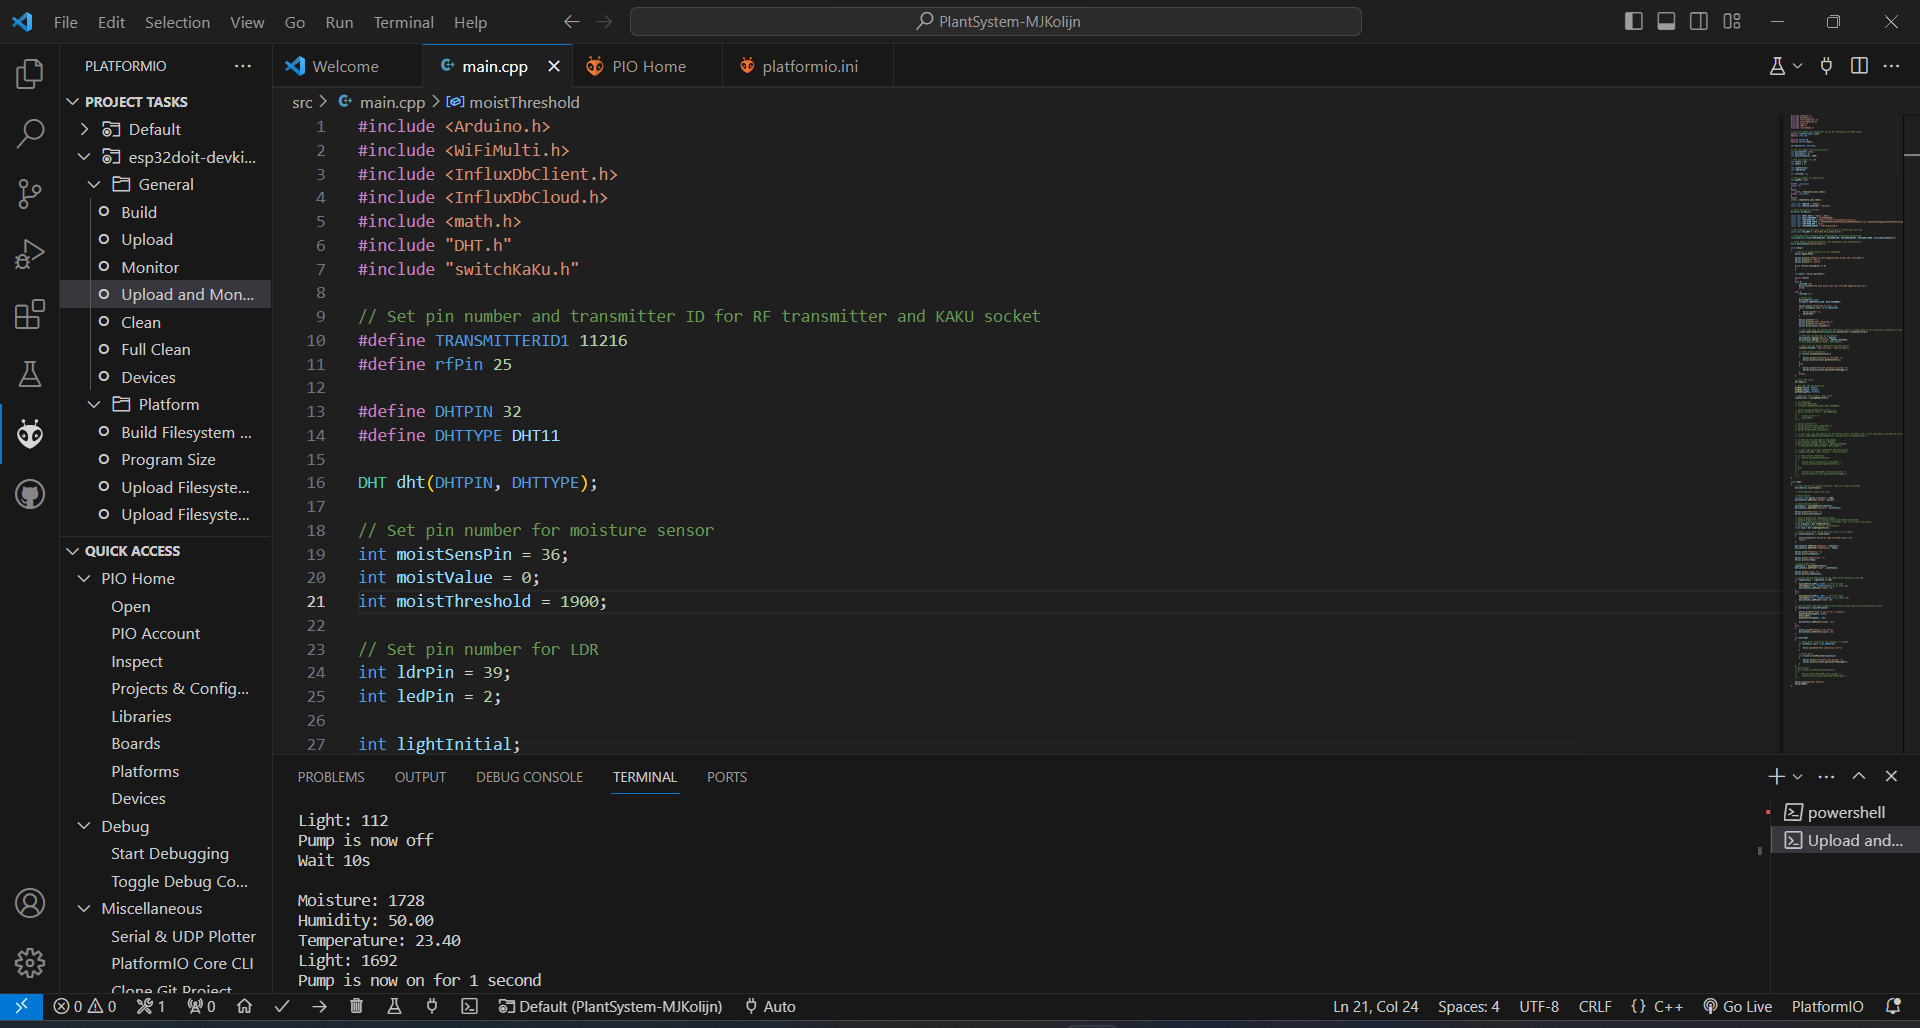 File Edit Selection View Go Run Terminal Help
PlantSystem-MJKolijn
PLATFORMIO
PROJECT TASKS
Default
esp32doit-devki...
General
Build
Upload
Monitor
Upload and Mon...
Clean
Full Clean
Devices
Platform
Build Filesystem ...
Program Size
Upload Filesyste...
Upload Filesyste...
QUICK ACCESS
PIO Home
Open
PIO Account
Inspect
Projects & Config...
Libraries
Boards
Platforms
Devices
Debug
Start Debugging
Toggle Debug Co...
Miscellaneous
Serial & UDP Plotter
PlatformIO Core CLI
Clone Git Project
Welcome
main.cpp
PIO Home
platformio.ini
src > main.cpp > moistThreshold
1 #include <Arduino.h>
2 #include <WiFiMulti.h>
3 #include <InfluxDbClient.h>
4 #include <InfluxDbCloud.h>
5 #include <math.h>
6 #include "DHT.h"
7 #include "switchKaKu.h"
8
9 // Set pin number and transmitter ID for RF transmitter and KAKU socket
10 #define TRANSMITTERID1 11216
11 #define rfPin 25
12
13 #define DHTPIN 32
14 #define DHTTYPE DHT11
15
16 DHT dht(DHTPIN, DHTTYPE);
17
18 // Set pin number for moisture sensor
19 int moistSensPin = 36;
20 int moistValue = 0;
21 int moistThreshold = 1900;
22
23 // Set pin number for LDR
24 int ldrPin = 39;
25 int ledPin = 2;
26
27 int lightInitial;
PROBLEMS OUTPUT DEBUG CONSOLE TERMINAL PORTS
Light: 112
Pump is now off
Wait 10s
Moisture: 1728
Humidity: 50.00
Temperature: 23.40
Light: 1692
Pump is now on for 1 second
powershell
Upload and...
0 0 1 0 Default (PlantSystem-MJKolijn) Auto Ln 21, Col 24 Spaces: 4 UTF-8 CRLF {} C++ Go Live PlatformIO